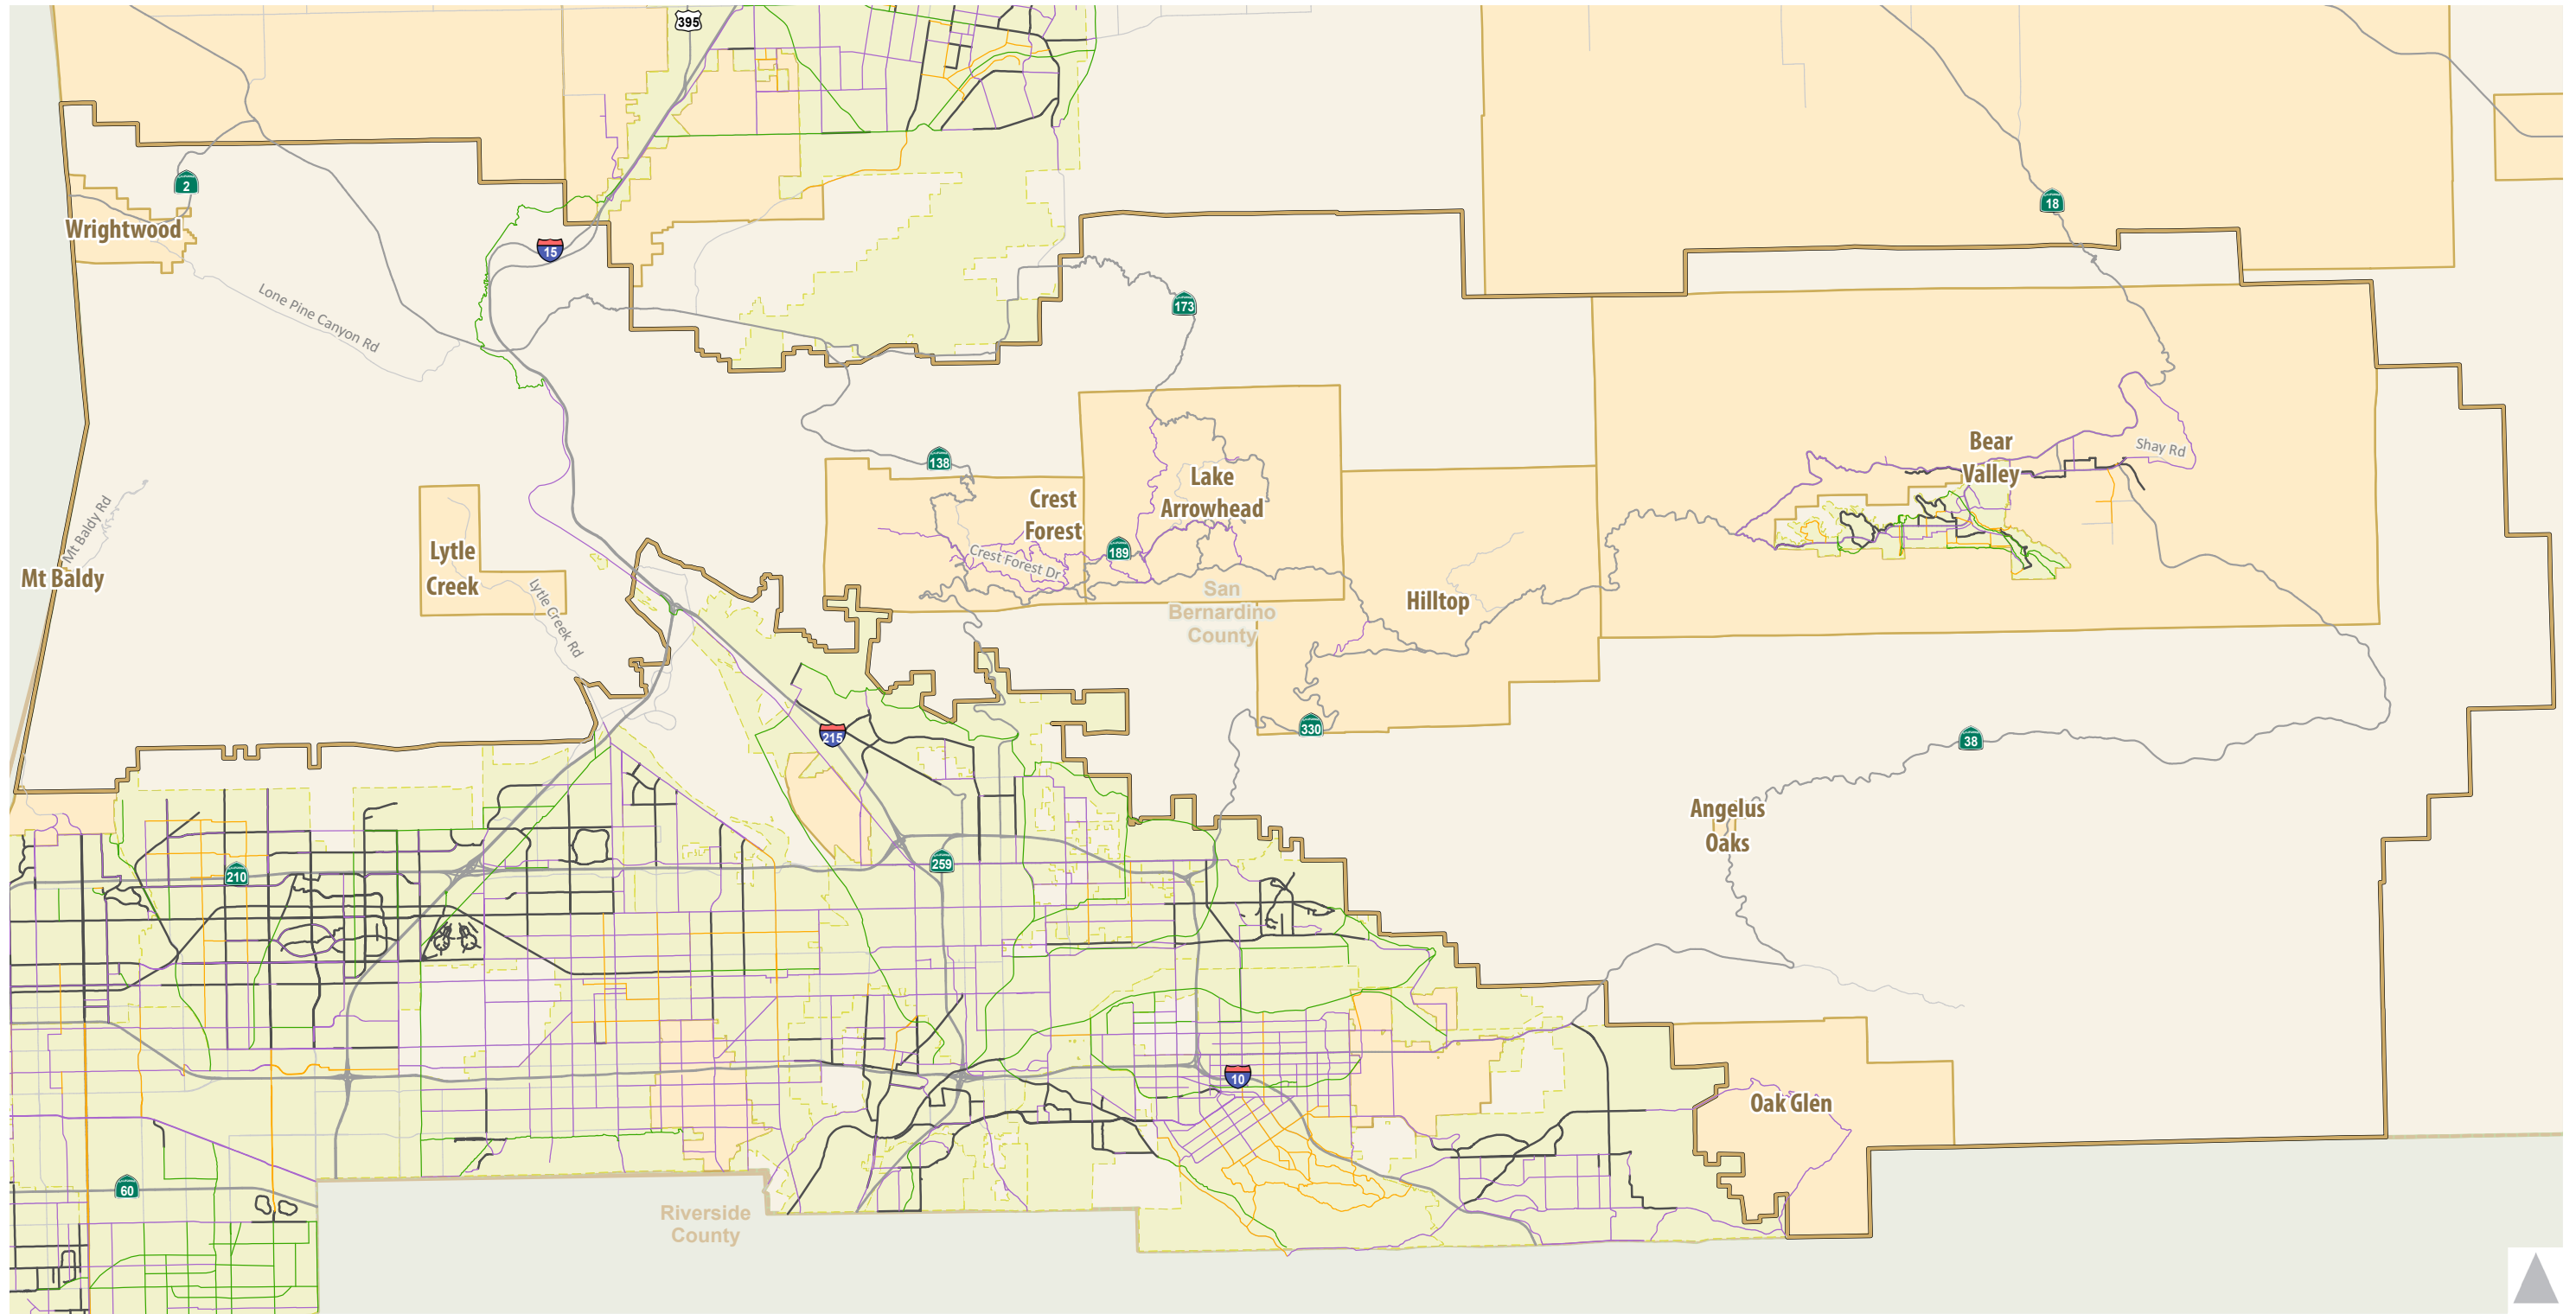 395
2
18
Wrightwood
15
Lone Pine Canyon Rd
173
Bear
Valley
Shay Rd
138
Lake
Arrowhead
Crest
Forest
Mt Baldy Rd
Lytle
Creek
189
Crest Forest Dr
Mt Baldy
San
Bernardino
County
Hilltop
Lytle Creek Rd
330
215
38
Angelus
Oaks
259
210
10
Oak Glen
60
Riverside
County